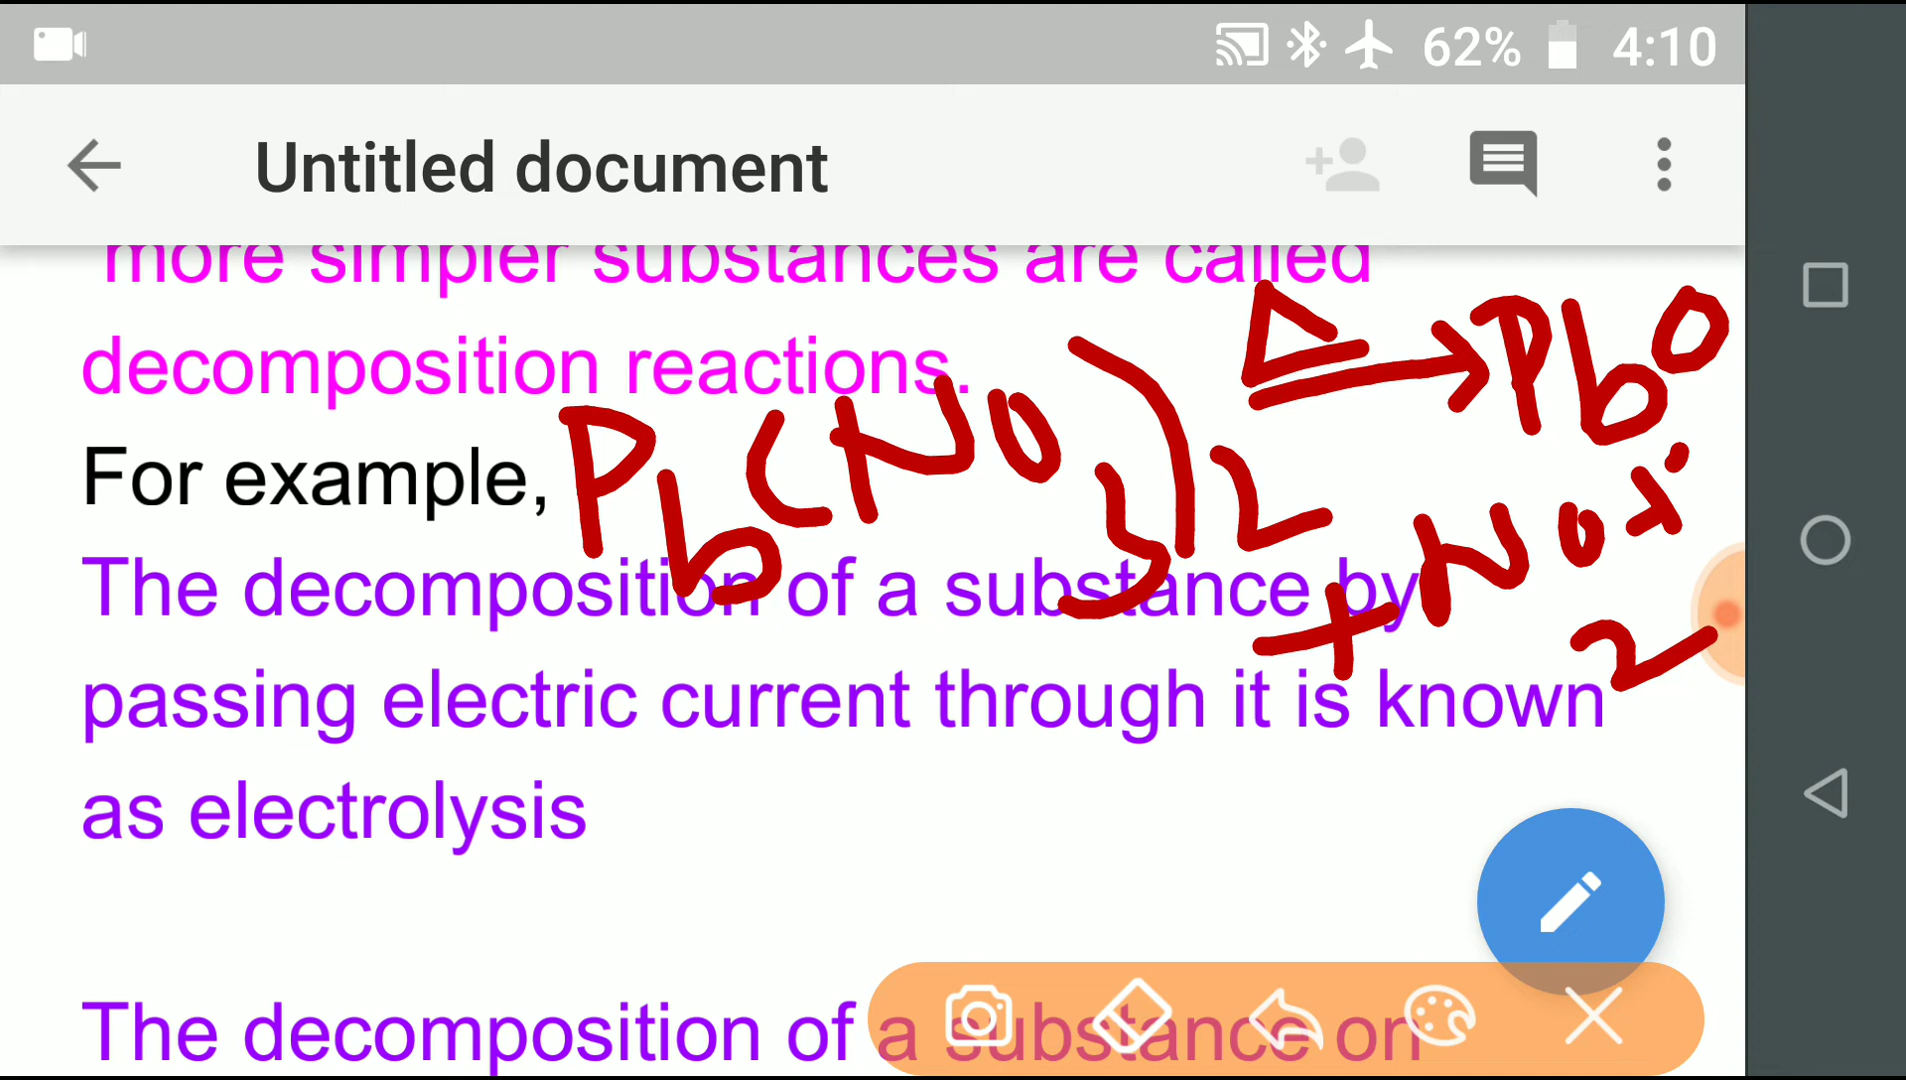 62% 4:10
Untitled document
more simpler substances are called
decomposition reactions.
For example, Pb(NO3)2 Δ→ PbO
+ NO2
The decomposition of a substance by
passing electric current through it is known
as electrolysis
The decomposition of a substance on